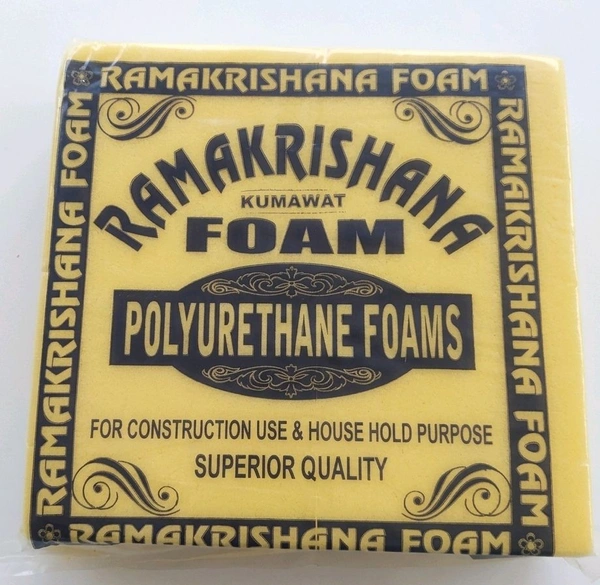 RAMAKRISHANA FOAM
RAMAKRISHANA FOAM
RAMAKRISHANA
KUMAWAT
FOAM
POLYURETHANE FOAMS
FOR CONSTRUCTION USE & HOUSE HOLD PURPOSE
SUPERIOR QUALITY
RAMAKRISHANA FOAM
RAMAKRISHANA FOAM